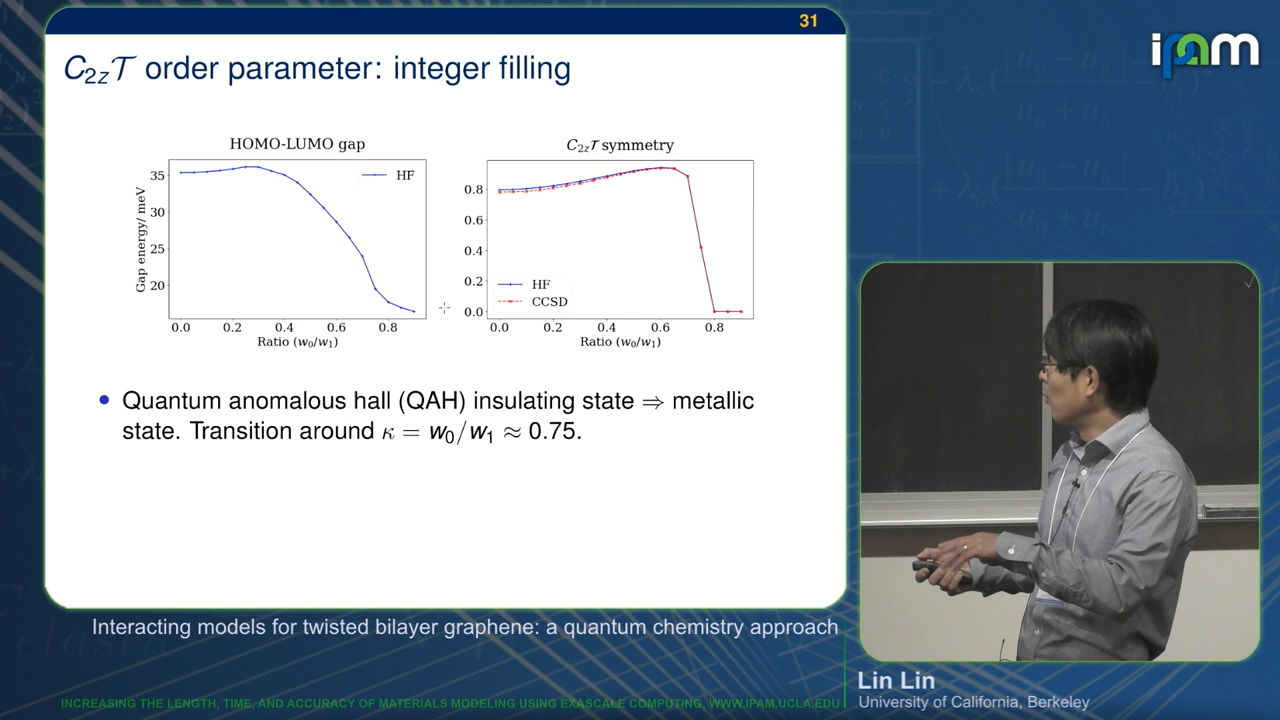 31
C₂zT order parameter: integer filling
HOMO-LUMO gap
HF
Gap energy/ meV
35
30
25
20
0.0 0.2 0.4 0.6 0.8
Ratio (w₀/w₁)
C₂zT symmetry
0.8
0.6
0.4
0.2
0.0
HF
CCSD
0.0 0.2 0.4 0.6 0.8
Ratio (w₀/w₁)
• Quantum anomalous hall (QAH) insulating state ⇒ metallic
state. Transition around κ = w₀/w₁ ≈ 0.75.
ipam
Interacting models for twisted bilayer graphene: a quantum chemistry approach
Lin Lin
University of California, Berkeley
INCREASING THE LENGTH, TIME, AND ACCURACY OF MATERIALS MODELING USING EXASCALE COMPUTING, WWW.IPAM.UCLA.EDU